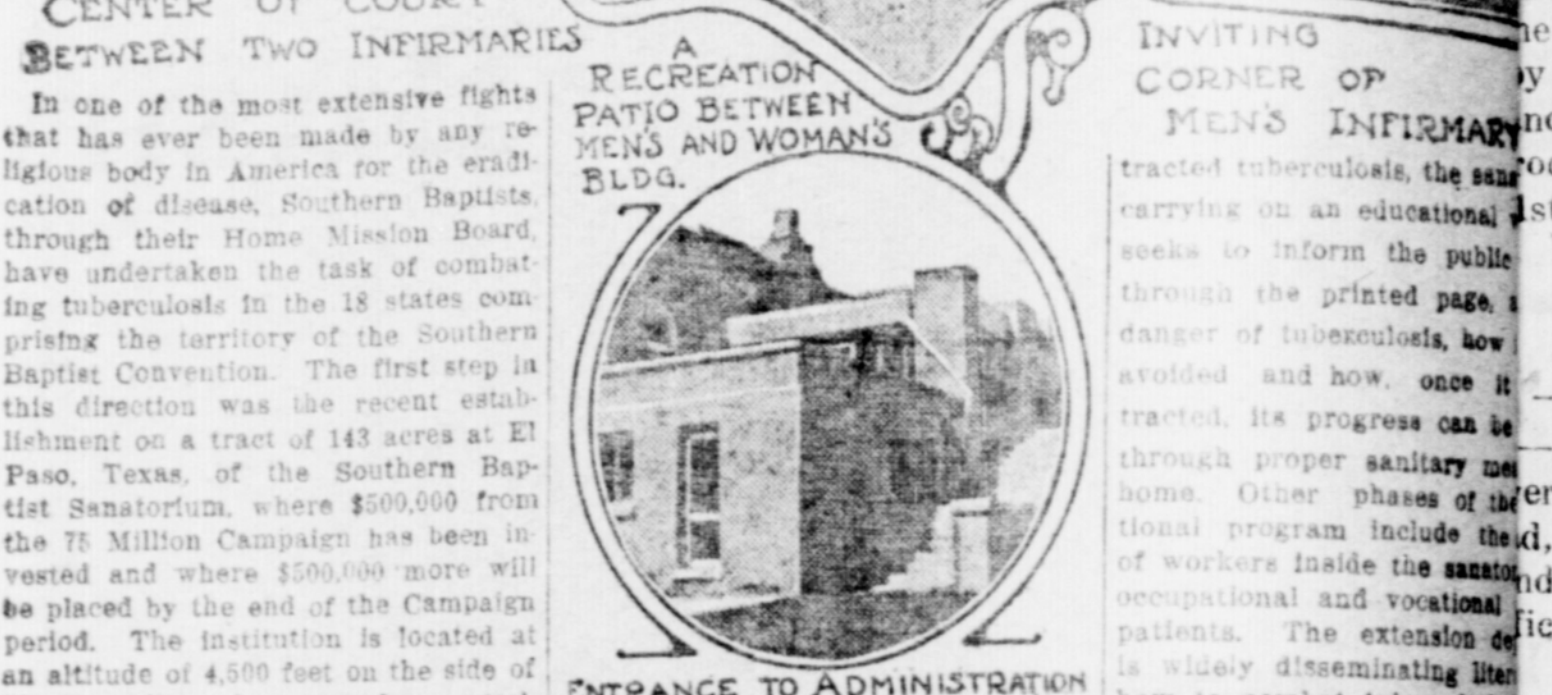 CENTER OF COURT
BETWEEN TWO INFIRMARIES
In one of the most extensive fights
that has ever been made by any re-
ligious body in America for the eradi-
cation of disease, Southern Baptists,
through their Home Mission Board,
have undertaken the task of combat-
ing tuberculosis in the 18 states com-
prising the territory of the Southern
Baptist Convention. The first step in
this direction was the recent estab-
lishment on a tract of 143 acres at El
Paso, Texas, of the Southern Bap-
tist Sanatorium, where $500,000 from
the 75 Million Campaign has been in-
vested and where $500,000 more will
be placed by the end of the Campaign
period. The institution is located at
an altitude of 4,500 feet on the side of
A
RECREATION
PATIO BETWEEN
MEN'S AND WOMAN'S
BLDG.
ENTRANCE TO ADMINISTRATION
INVITING
CORNER OF
MEN'S INFIRMARY
tracted tuberculosis, the
carrying on an educational
seeks to inform the public
through the printed page,
danger of tuberculosis, how
avoided and how, once it
tracted, its progress can be
through proper sanitary
home. Other phases of the
tional program include the
of workers inside the
occupational and vocational
patients. The extension
is widely disseminating